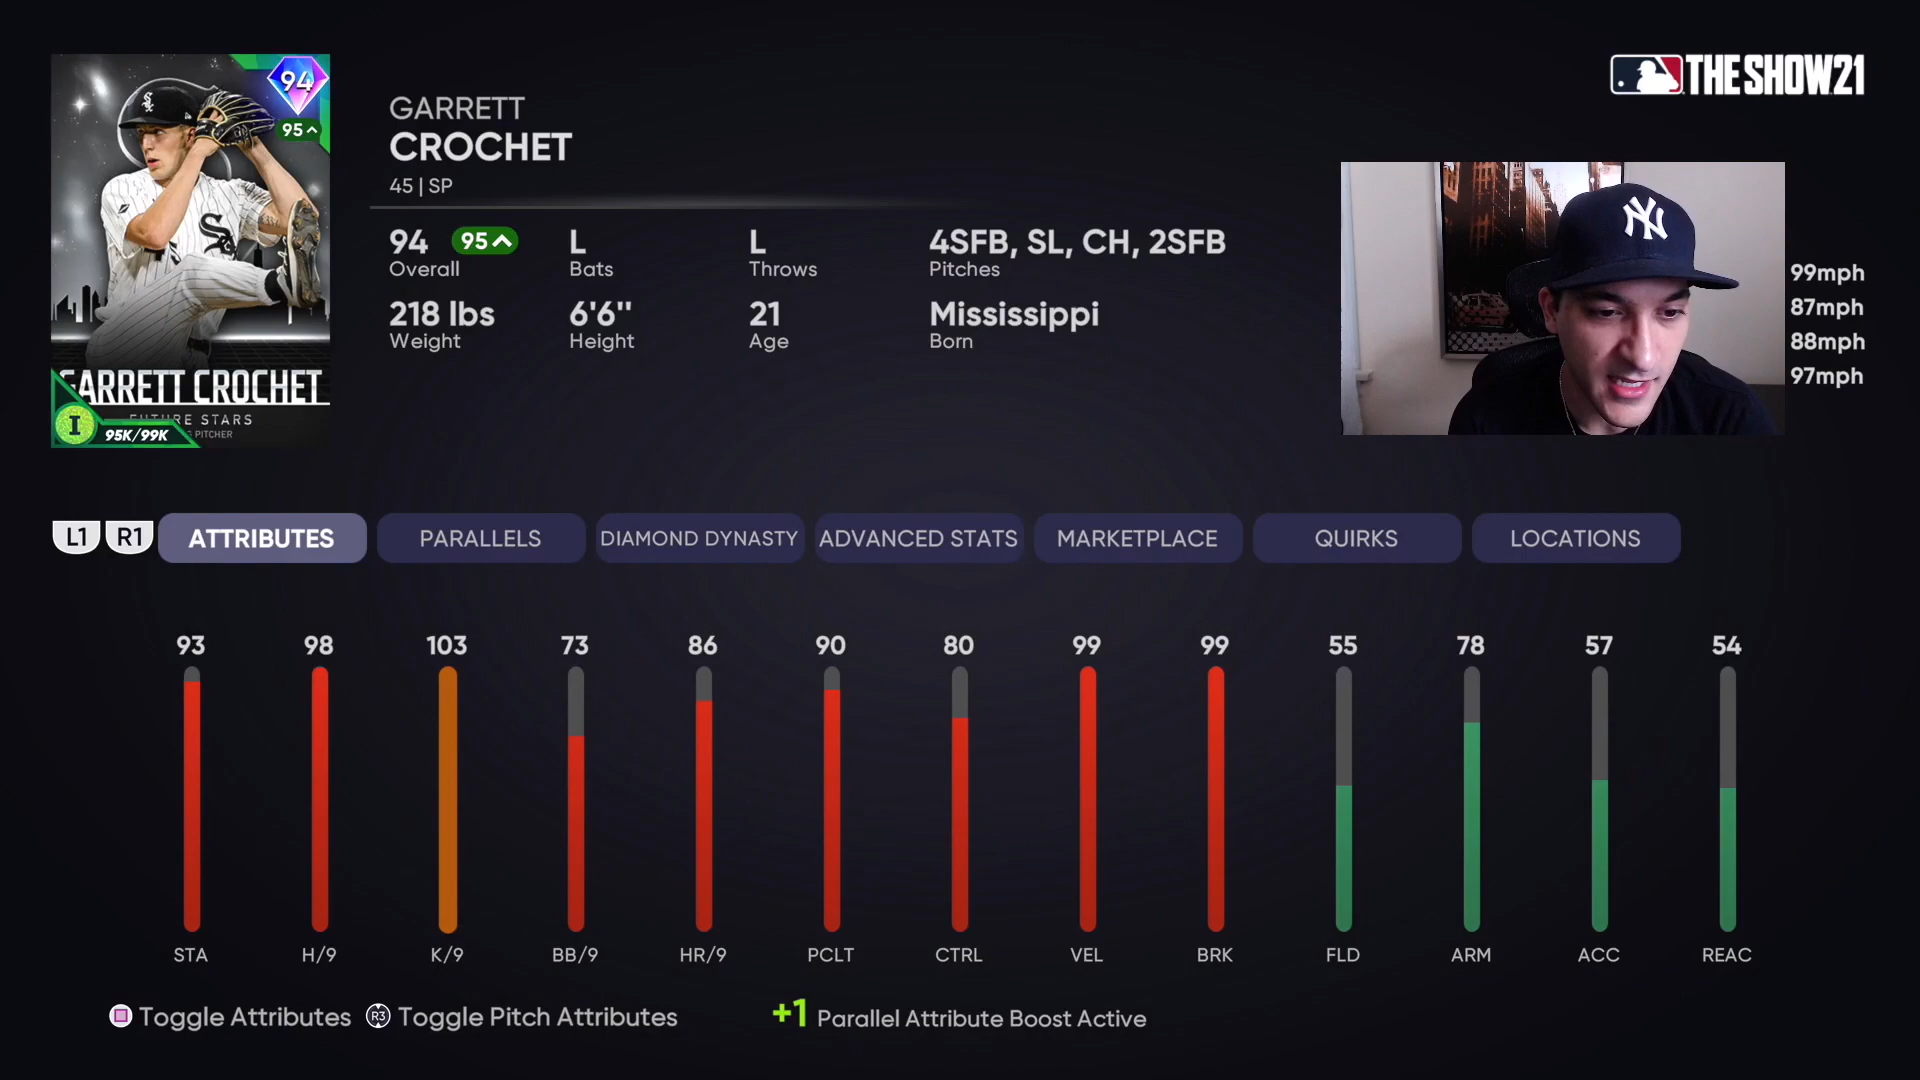 94
95
GARRETT CROCHET
FUTURE STARS
PITCHER
I
95K/99K
GARRETT
CROCHET
45 | SP
94 95
Overall
L
Bats
L
Throws
4SFB, SL, CH, 2SFB
Pitches
218 lbs
Weight
6'6"
Height
21
Age
Mississippi
Born
MLB THE SHOW 21
NY
99mph
87mph
88mph
97mph
L1 R1 ATTRIBUTES PARALLELS DIAMOND DYNASTY ADVANCED STATS MARKETPLACE QUIRKS LOCATIONS
93 98 103 73 86 90 80 99 99 55 78 57 54
STA H/9 K/9 BB/9 HR/9 PCLT CTRL VEL BRK FLD ARM ACC REAC
Toggle Attributes R3 Toggle Pitch Attributes +1 Parallel Attribute Boost Active